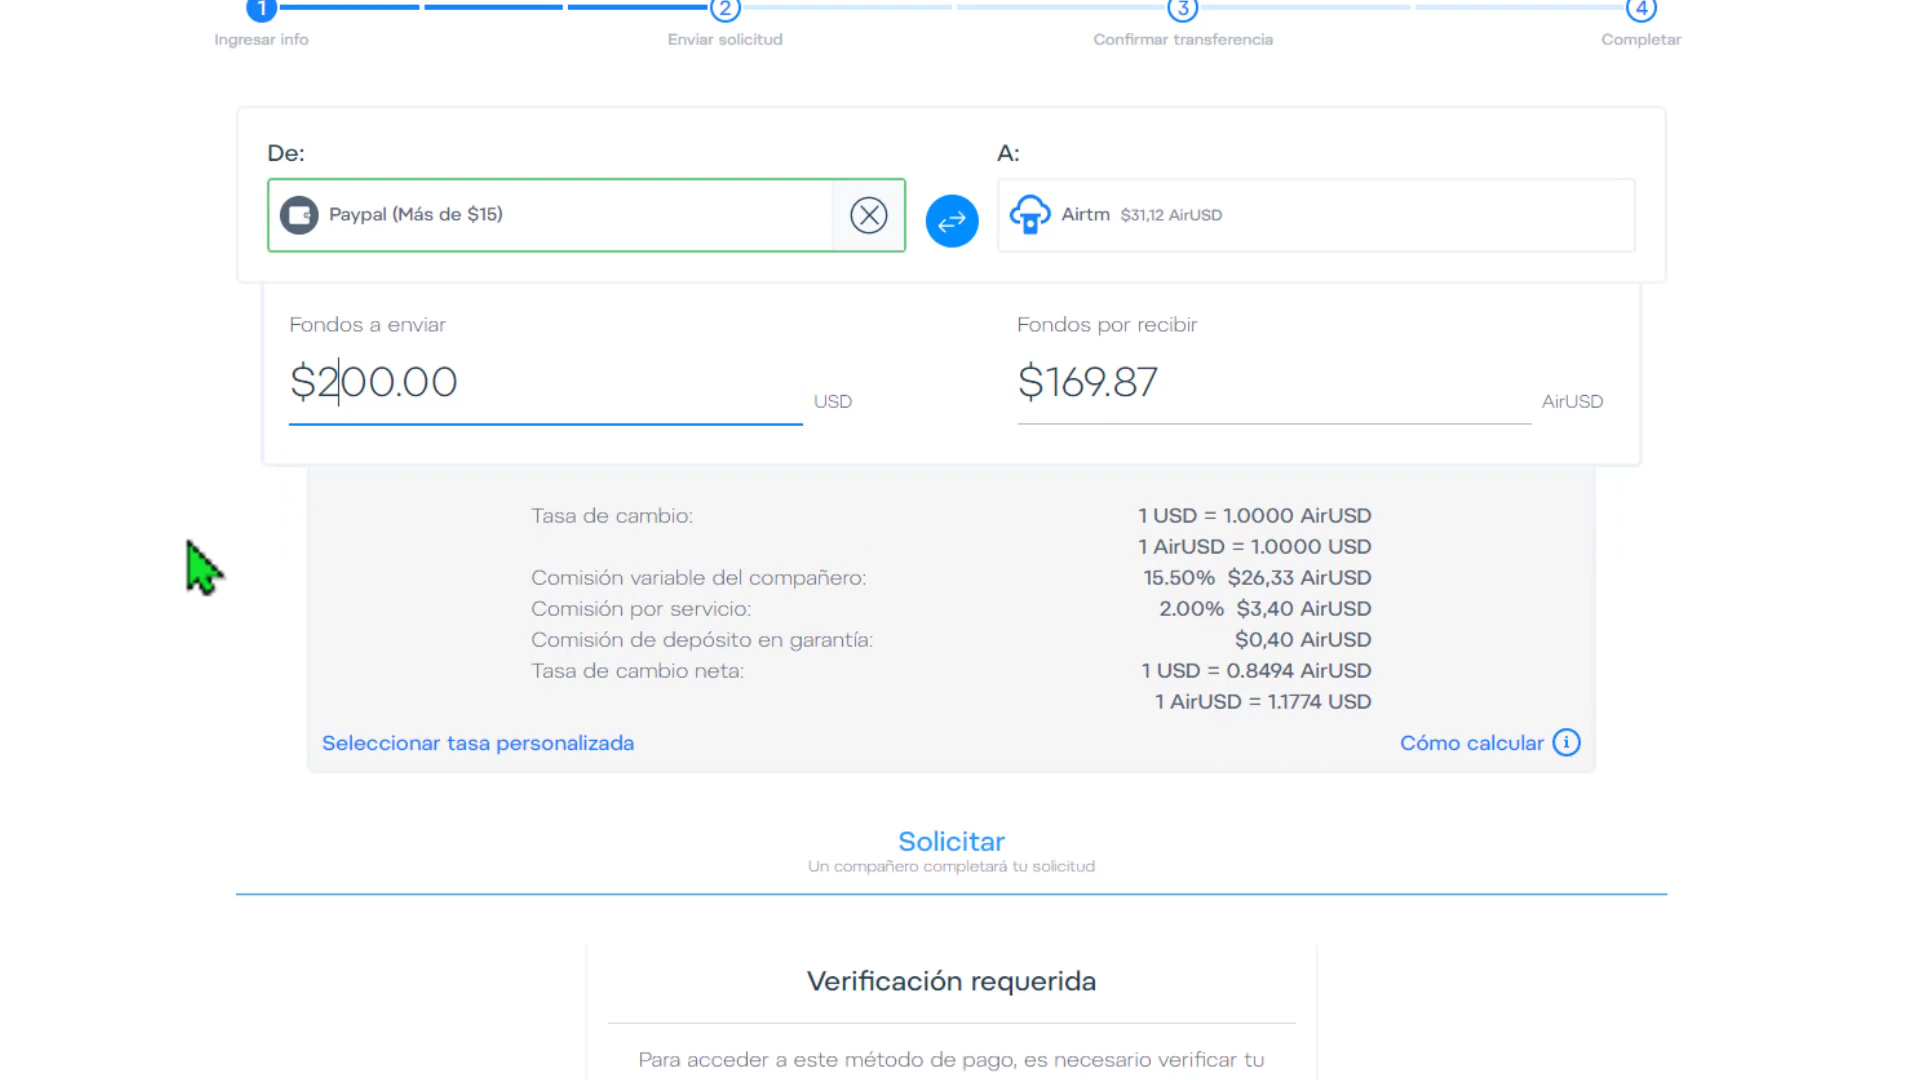 1 2 3 4
Ingresar info Enviar solicitud Confirmar transferencia Completar
De: A:
Paypal (Más de $15) Airtm $31,12 AirUSD
Fondos a enviar Fondos por recibir
$200.00 USD $169.87 AirUSD
Tasa de cambio: 1 USD = 1.0000 AirUSD
1 AirUSD = 1.0000 USD
Comisión variable del compañero: 15.50% $26,33 AirUSD
Comisión por servicio: 2.00% $3,40 AirUSD
Comisión de depósito en garantía: $0,40 AirUSD
Tasa de cambio neta: 1 USD = 0.8494 AirUSD
1 AirUSD = 1.1774 USD
Seleccionar tasa personalizada Cómo calcular i
Solicitar
Un compañero completará tu solicitud
Verificación requerida
Para acceder a este método de pago, es necesario verificar tu